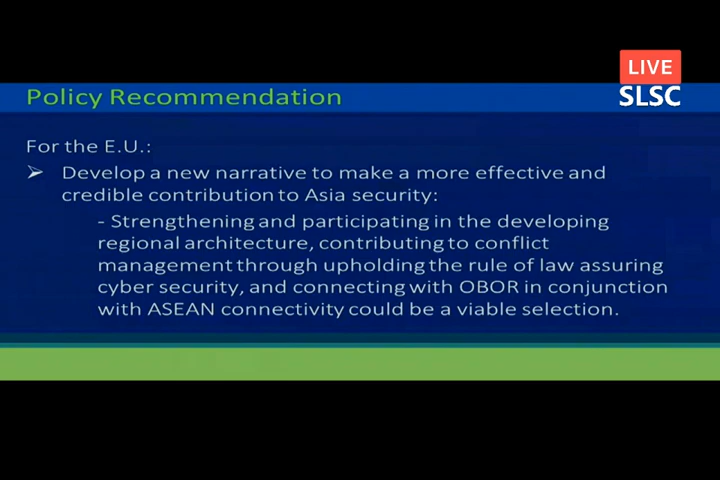 LIVE
SLSC
Policy Recommendation
For the E.U.:
➢ Develop a new narrative to make a more effective and
credible contribution to Asia security:
- Strengthening and participating in the developing
regional architecture, contributing to conflict
management through upholding the rule of law assuring
cyber security, and connecting with OBOR in conjunction
with ASEAN connectivity could be a viable selection.